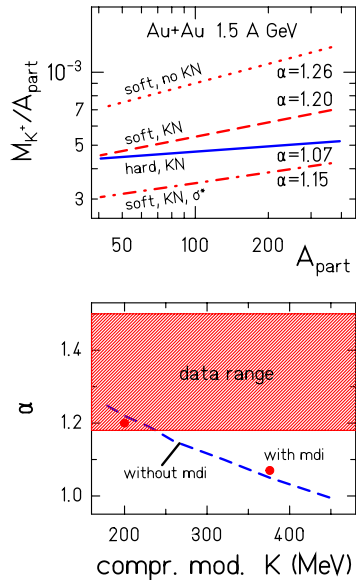 Au+Au 1.5 A GeV
M_K⁺/A_part
10⁻³
7
5
3
soft, no KN
α=1.26
α=1.20
soft, KN
hard, KN
α=1.07
α=1.15
soft, KN, σ*
50 100 200
A_part
α
1.4
1.2
1.0
data range
with mdi
without mdi
200 300 400
compr. mod. K (MeV)